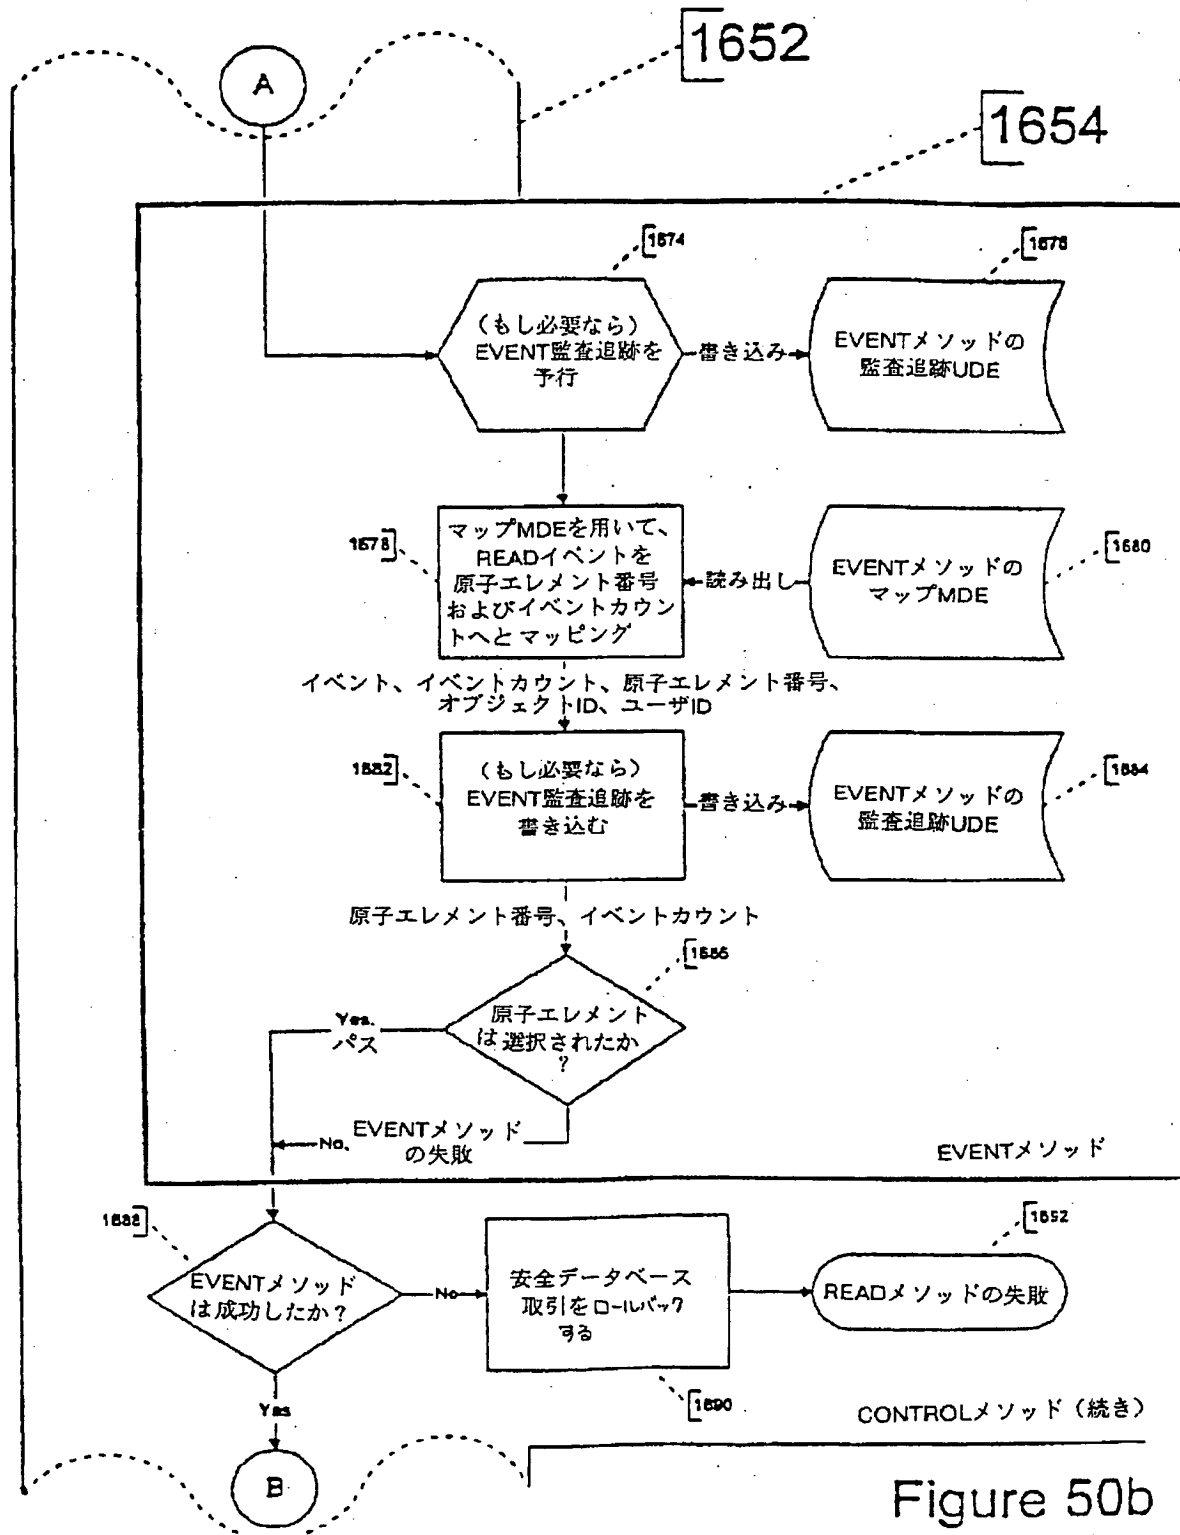 1652
A
1654
1674
1676
(もし必要なら)
EVENT監査追跡を
予行
書き込み
EVENTメソッドの
監査追跡UDE
1678
マップMDEを用いて、
READイベントを
原子エレメント番号
およびイベントカウン
トへとマッピング
読み出し
EVENTメソッドの
マップMDE
1680
イベント、イベントカウント、原子エレメント番号、
オブジェクトID、ユーザID
1682
(もし必要なら)
EVENT監査追跡を
書き込む
書き込み
EVENTメソッドの
監査追跡UDE
1684
原子エレメント番号、イベントカウント
1686
原子エレメント
は選択されたか
?
Yes.
パス
No.
EVENTメソッド
の失敗
EVENTメソッド
1688
EVENTメソッド
は成功したか?
No
安全データベース
取引をロールバック
する
1692
READメソッドの失敗
1690
Yes
CONTROLメソッド(続き)
B
Figure 50b